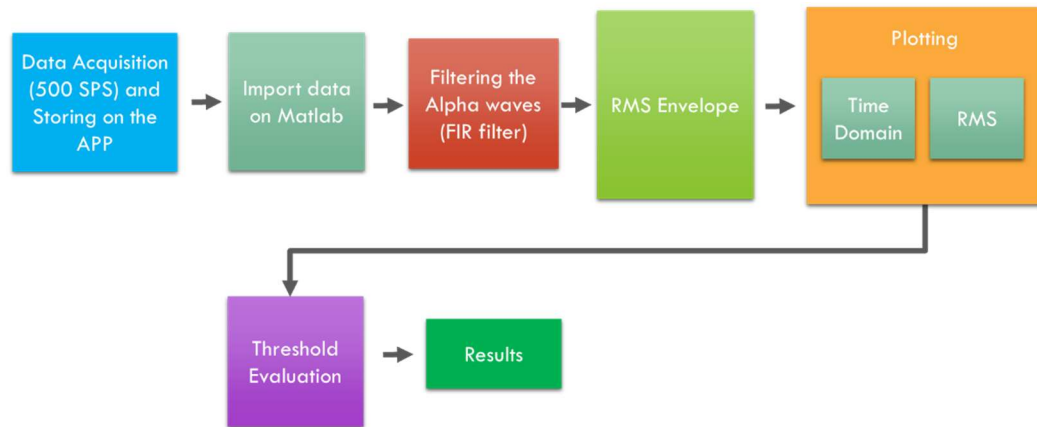 Data Acquisition
(500 SPS) and
Storing on the
APP
Import data
on Matlab
Filtering the
Alpha waves
(FIR filter)
RMS Envelope
Plotting
Time
Domain
RMS
Threshold
Evaluation
Results